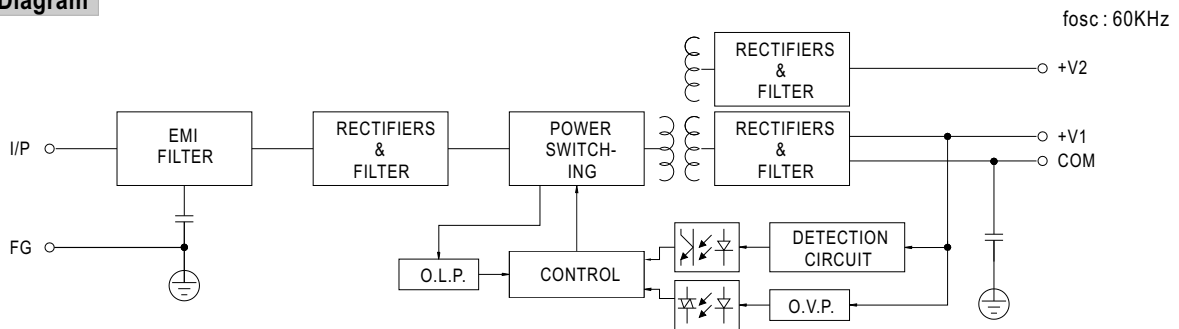 Diagram
fosc : 60KHz
RECTIFIERS
&
FILTER
+V2
I/P
EMI
FILTER
RECTIFIERS
&
FILTER
POWER
SWITCH-
ING
RECTIFIERS
&
FILTER
+V1
COM
FG
O.L.P.
CONTROL
DETECTION
CIRCUIT
O.V.P.